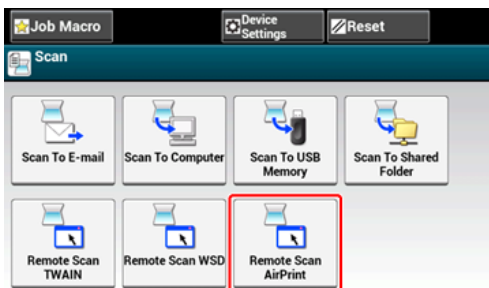 Job Macro
Device
Settings
Reset
Scan
Scan To E-mail
Scan To Computer
Scan To USB
Memory
Scan To Shared
Folder
Remote Scan
TWAIN
Remote Scan WSD
Remote Scan
AirPrint